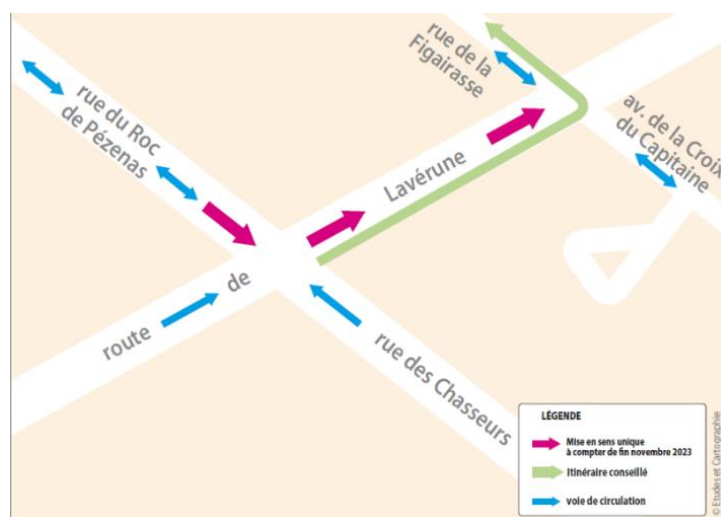 rue de la
Figairasse
rue du Roc
de Pézenas
av. de la Croix
du Capitaine
route de Lavérune
rue des Chasseurs
LÉGENDE
Mise en sens unique
à compter de fin novembre 2023
Itinéraire conseillé
voie de circulation
© Etudes et Cartographie